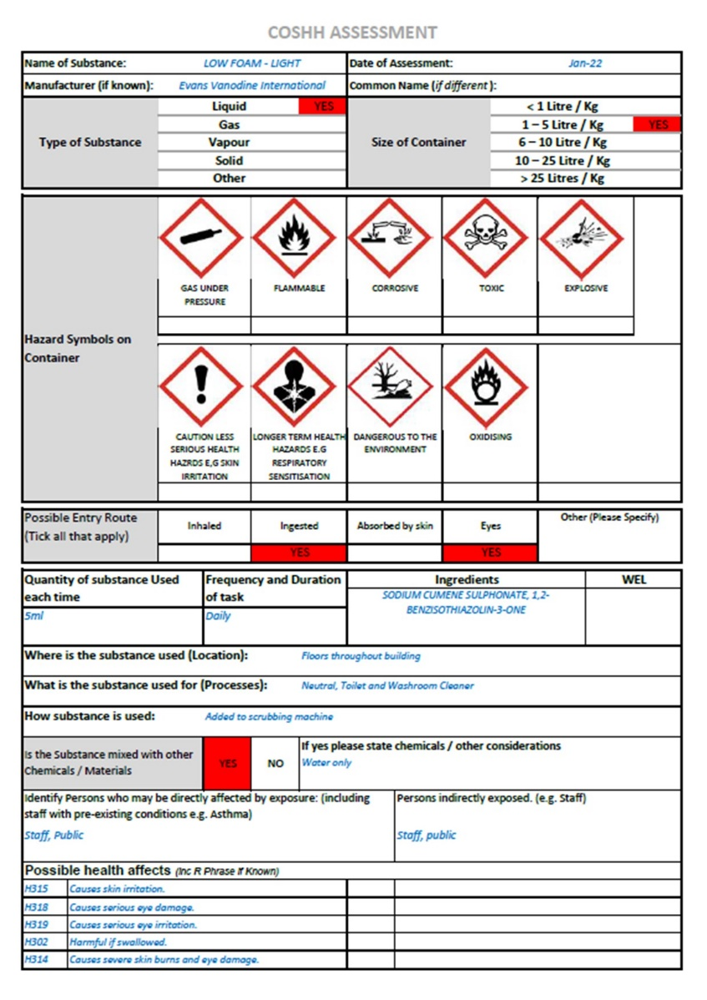 COSHH ASSESSMENT
Name of Substance: LOW FOAM - LIGHT Date of Assessment: Jan-22
Manufacturer (if known): Evans Vanodine International Common Name (if different ):
Type of Substance
Liquid YES
Gas
Vapour
Solid
Other
Size of Container
< 1 Litre / Kg
1 – 5 Litre / Kg YES
6 – 10 Litre / Kg
10 – 25 Litre / Kg
> 25 Litres / Kg
Hazard Symbols on
Container
GAS UNDER
PRESSURE
FLAMMABLE
CORROSIVE
TOXIC
EXPLOSIVE
CAUTION LESS
SERIOUS HEALTH
HAZRDS E,G SKIN
IRRITATION
LONGER TERM HEALTH
HAZARDS E.G
RESPIRATORY
SENSITISATION
DANGEROUS TO THE
ENVIRONMENT
OXIDISING
Possible Entry Route
(Tick all that apply)
Inhaled
Ingested
YES
Absorbed by skin
Eyes
YES
Other (Please Specify)
Quantity of substance Used
each time
5ml
Frequency and Duration
of task
Daily
Ingredients
SODIUM CUMENE SULPHONATE, 1,2-
BENZISOTHIAZOLIN-3-ONE
WEL
Where is the substance used (Location): Floors throughout building
What is the substance used for (Processes): Neutral, Toilet and Washroom Cleaner
How substance is used: Added to scrubbing machine
Is the Substance mixed with other
Chemicals / Materials
YES
NO
If yes please state chemicals / other considerations
Water only
Identify Persons who may be directly affected by exposure: (including
staff with pre-existing conditions e.g. Asthma)
Staff, Public
Persons indirectly exposed. (e.g. Staff)
Staff, public
Possible health affects (Inc R Phrase If Known)
H315 Causes skin irritation.
H318 Causes serious eye damage.
H319 Causes serious eye irritation.
H302 Harmful if swallowed.
H314 Causes severe skin burns and eye damage.